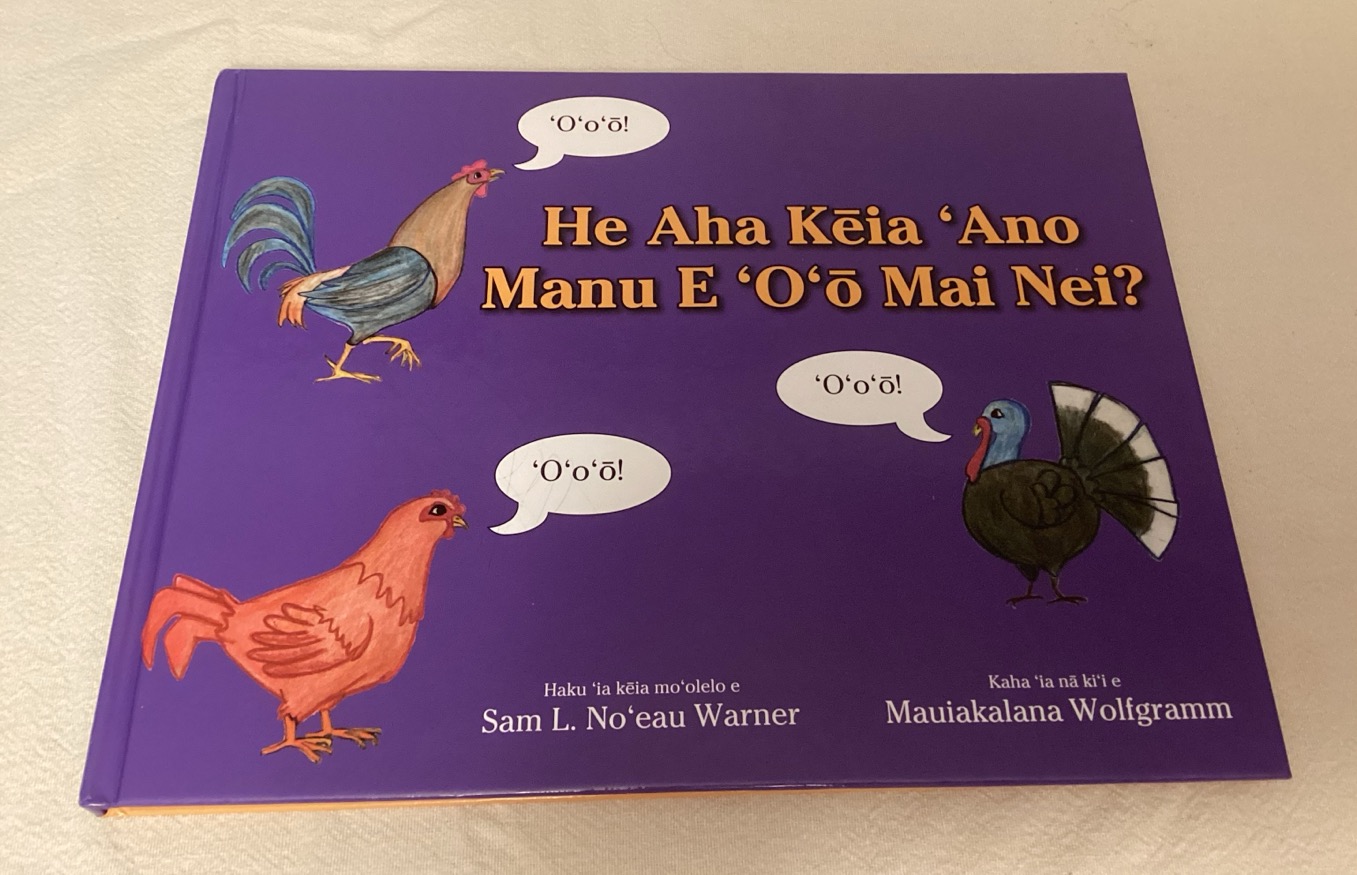 ʻOʻoʻō!
He Aha Kēia ʻAno
Manu E ʻOʻō Mai Nei?
ʻOʻoʻō!
ʻOʻoʻō!
Haku ʻia kēia moʻolelo e
Sam L. Noʻeau Warner
Kaha ʻia nā kiʻi e
Mauiakalana Wolfgramm